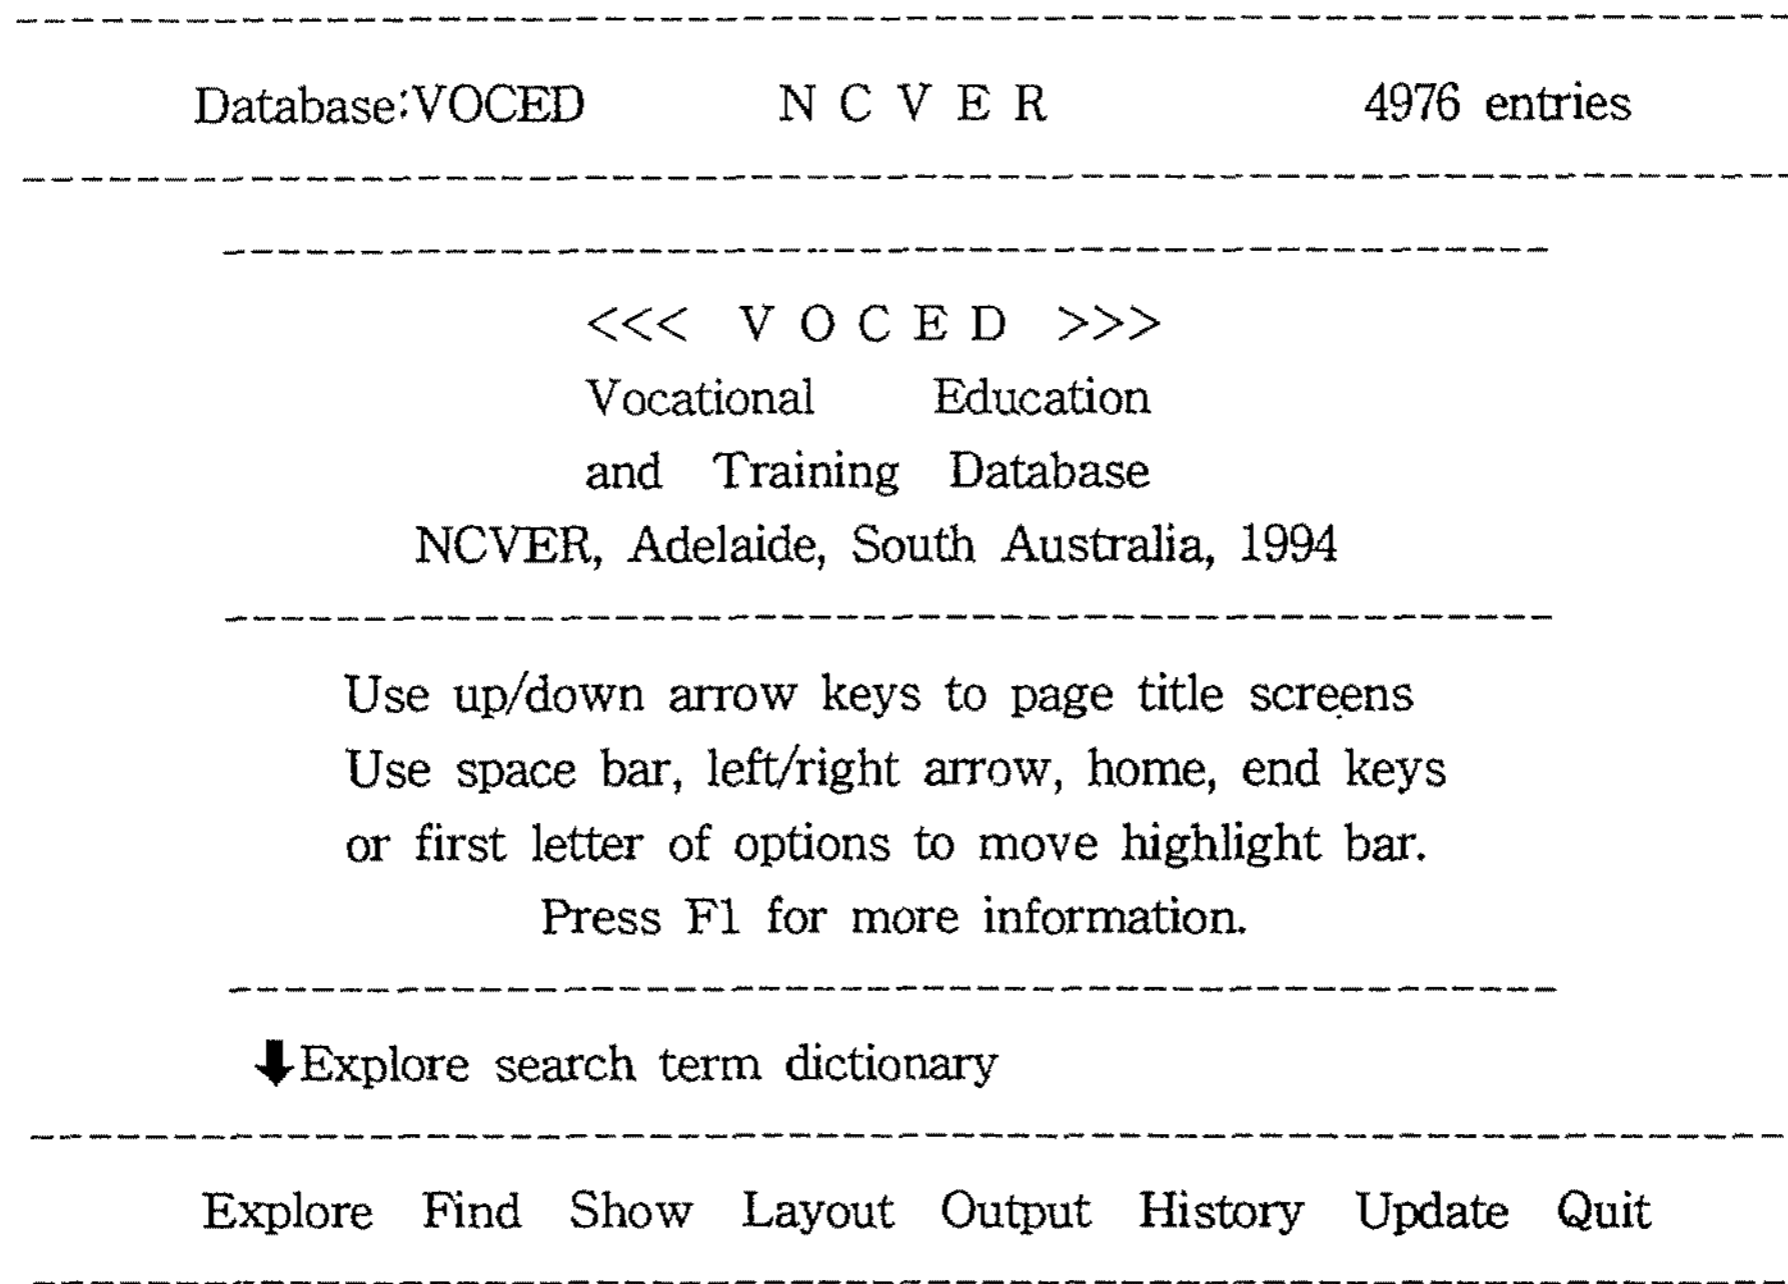 Database:VOCED N C V E R 4976 entries
<<< V O C E D >>>
Vocational Education
and Training Database
NCVER, Adelaide, South Australia, 1994
Use up/down arrow keys to page title screens
Use space bar, left/right arrow, home, end keys
or first letter of options to move highlight bar.
Press F1 for more information.
⬇Explore search term dictionary
Explore Find Show Layout Output History Update Quit